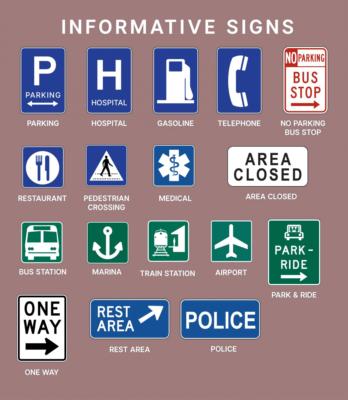 INFORMATIVE SIGNS
P
PARKING
H
HOSPITAL
NO PARKING
BUS
STOP
PARKING
HOSPITAL
GASOLINE
TELEPHONE
NO PARKING
BUS STOP
AREA
CLOSED
RESTAURANT
PEDESTRIAN
CROSSING
MEDICAL
AREA CLOSED
PARK-
RIDE
BUS STATION
MARINA
TRAIN STATION
AIRPORT
PARK & RIDE
ONE
WAY
REST
AREA
POLICE
REST AREA
POLICE
ONE WAY